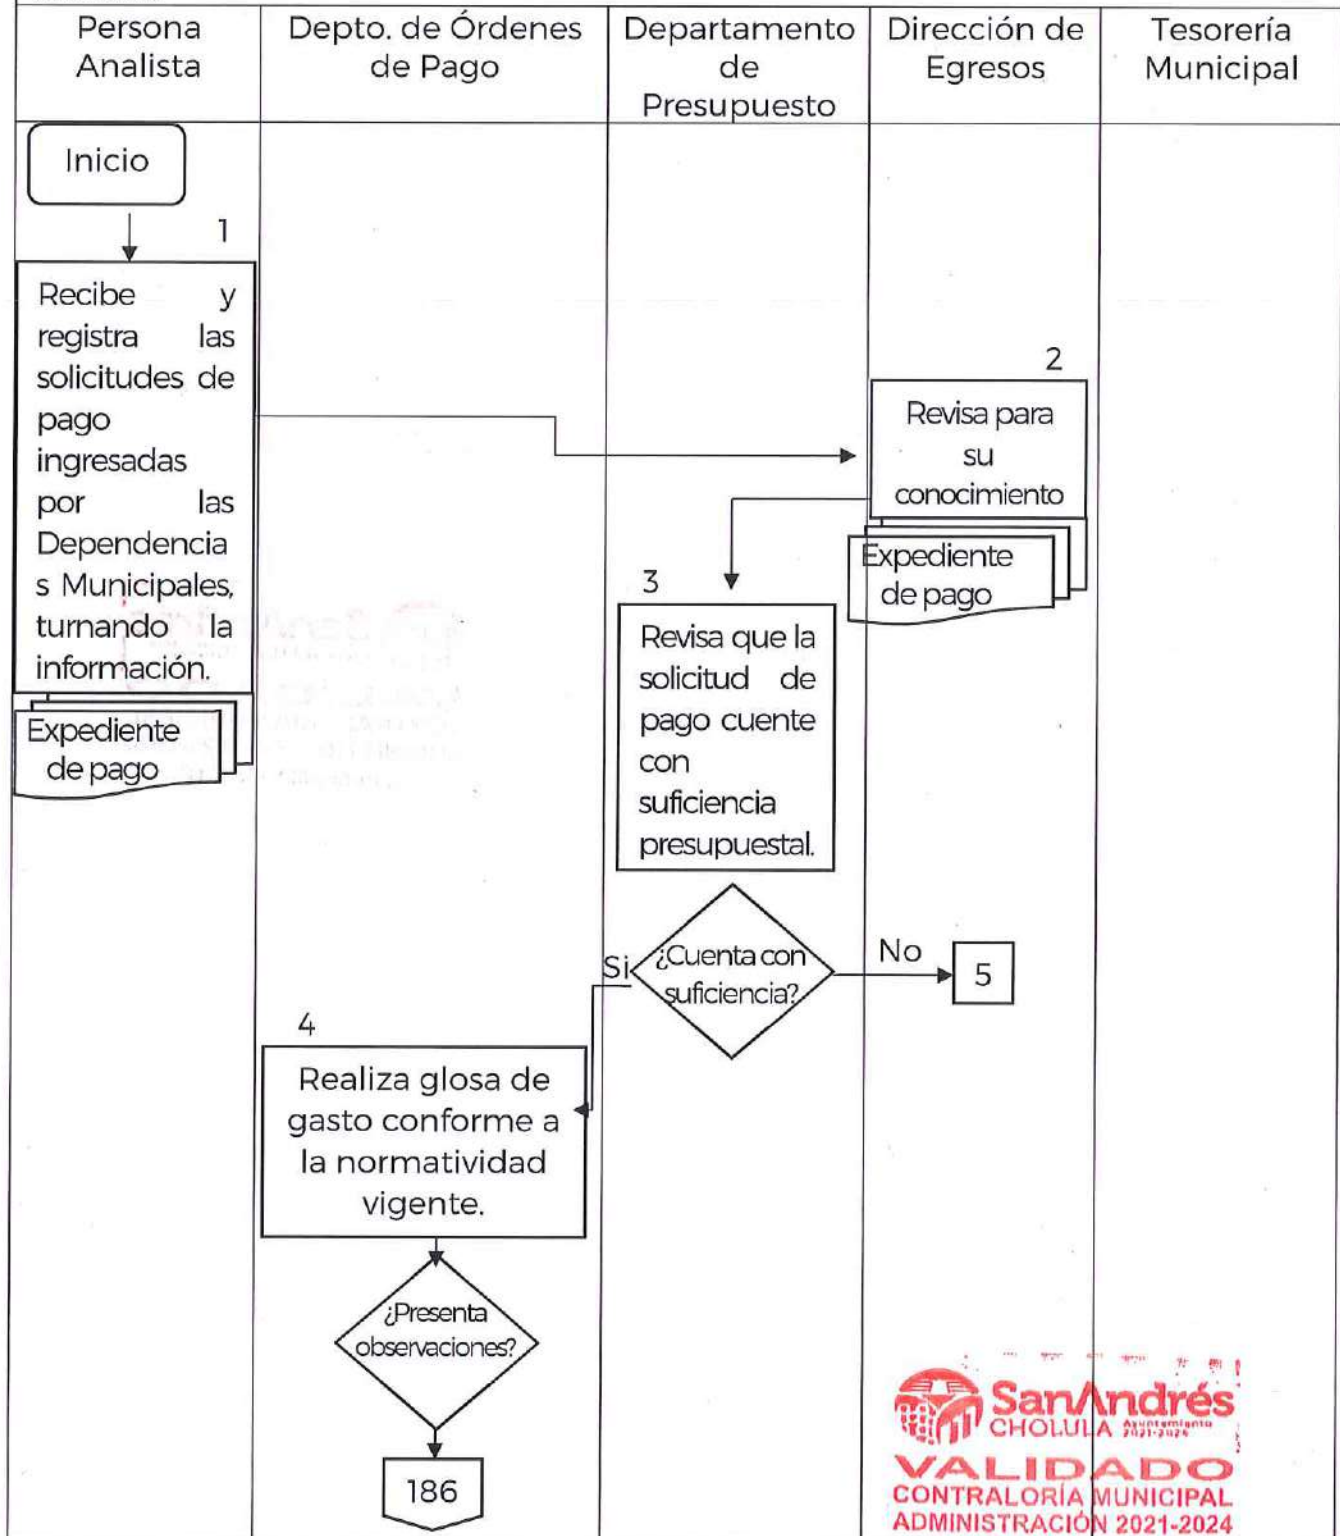 Persona
Analista
Depto. de Órdenes
de Pago
Departamento
de
Presupuesto
Dirección de
Egresos
Tesorería
Municipal
Inicio
1
Recibe y
registra las
solicitudes de
pago
ingresadas
por las
Dependencia
s Municipales,
turnando la
información.
Expediente
de pago
2
Revisa para
su
conocimiento
Expediente
de pago
3
Revisa que la
solicitud de
pago cuente
con
suficiencia
presupuestal.
¿Cuenta con
suficiencia?
Si
No
5
4
Realiza glosa de
gasto conforme a
la normatividad
vigente.
¿Presenta
observaciones?
186
SanAndrés
CHOLULA Ayuntamiento
2021-2024
VALIDADO
CONTRALORÍA MUNICIPAL
ADMINISTRACIÓN 2021-2024